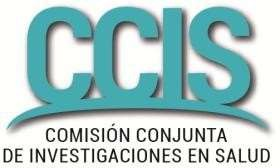 CCIS
COMISIÓN CONJUNTA
DE INVESTIGACIONES EN SALUD